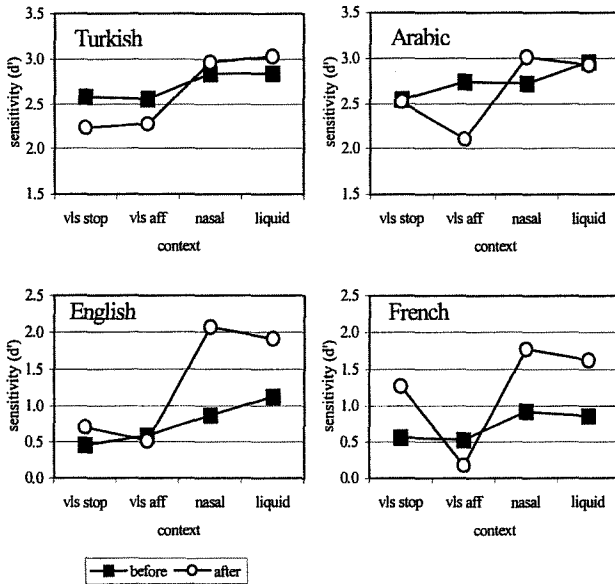 Turkish
3.5
3.0
2.5
2.0
1.5
sensitivity (d')
vls stop vls aff nasal liquid
context
Arabic
3.5
3.0
2.5
2.0
1.5
sensitivity (d')
vls stop vls aff nasal liquid
context
English
2.5
2.0
1.5
1.0
0.5
0.0
sensitivity (d')
vls stop vls aff nasal liquid
context
French
2.5
2.0
1.5
1.0
0.5
0.0
sensitivity (d')
vls stop vls aff nasal liquid
context
before after